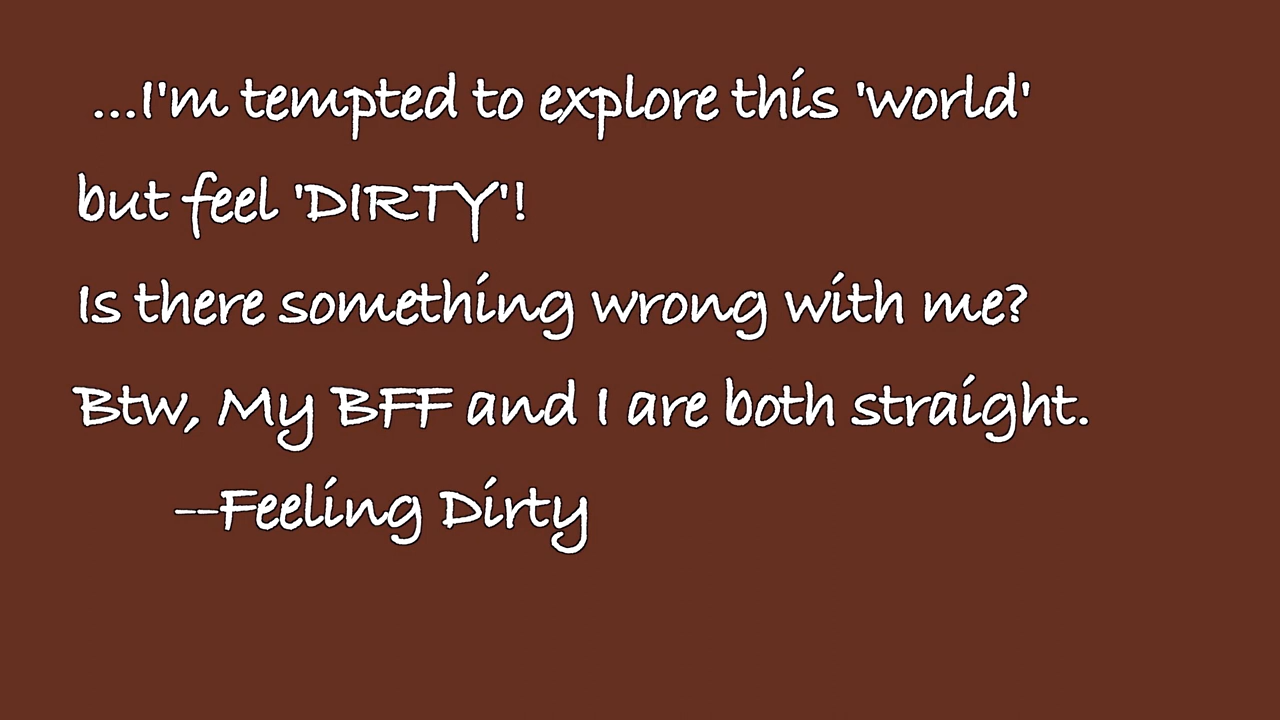 ...I'm tempted to explore this 'world'
but feel 'DIRTY'!
Is there something wrong with me?
Btw, My BFF and I are both straight.
--Feeling Dirty